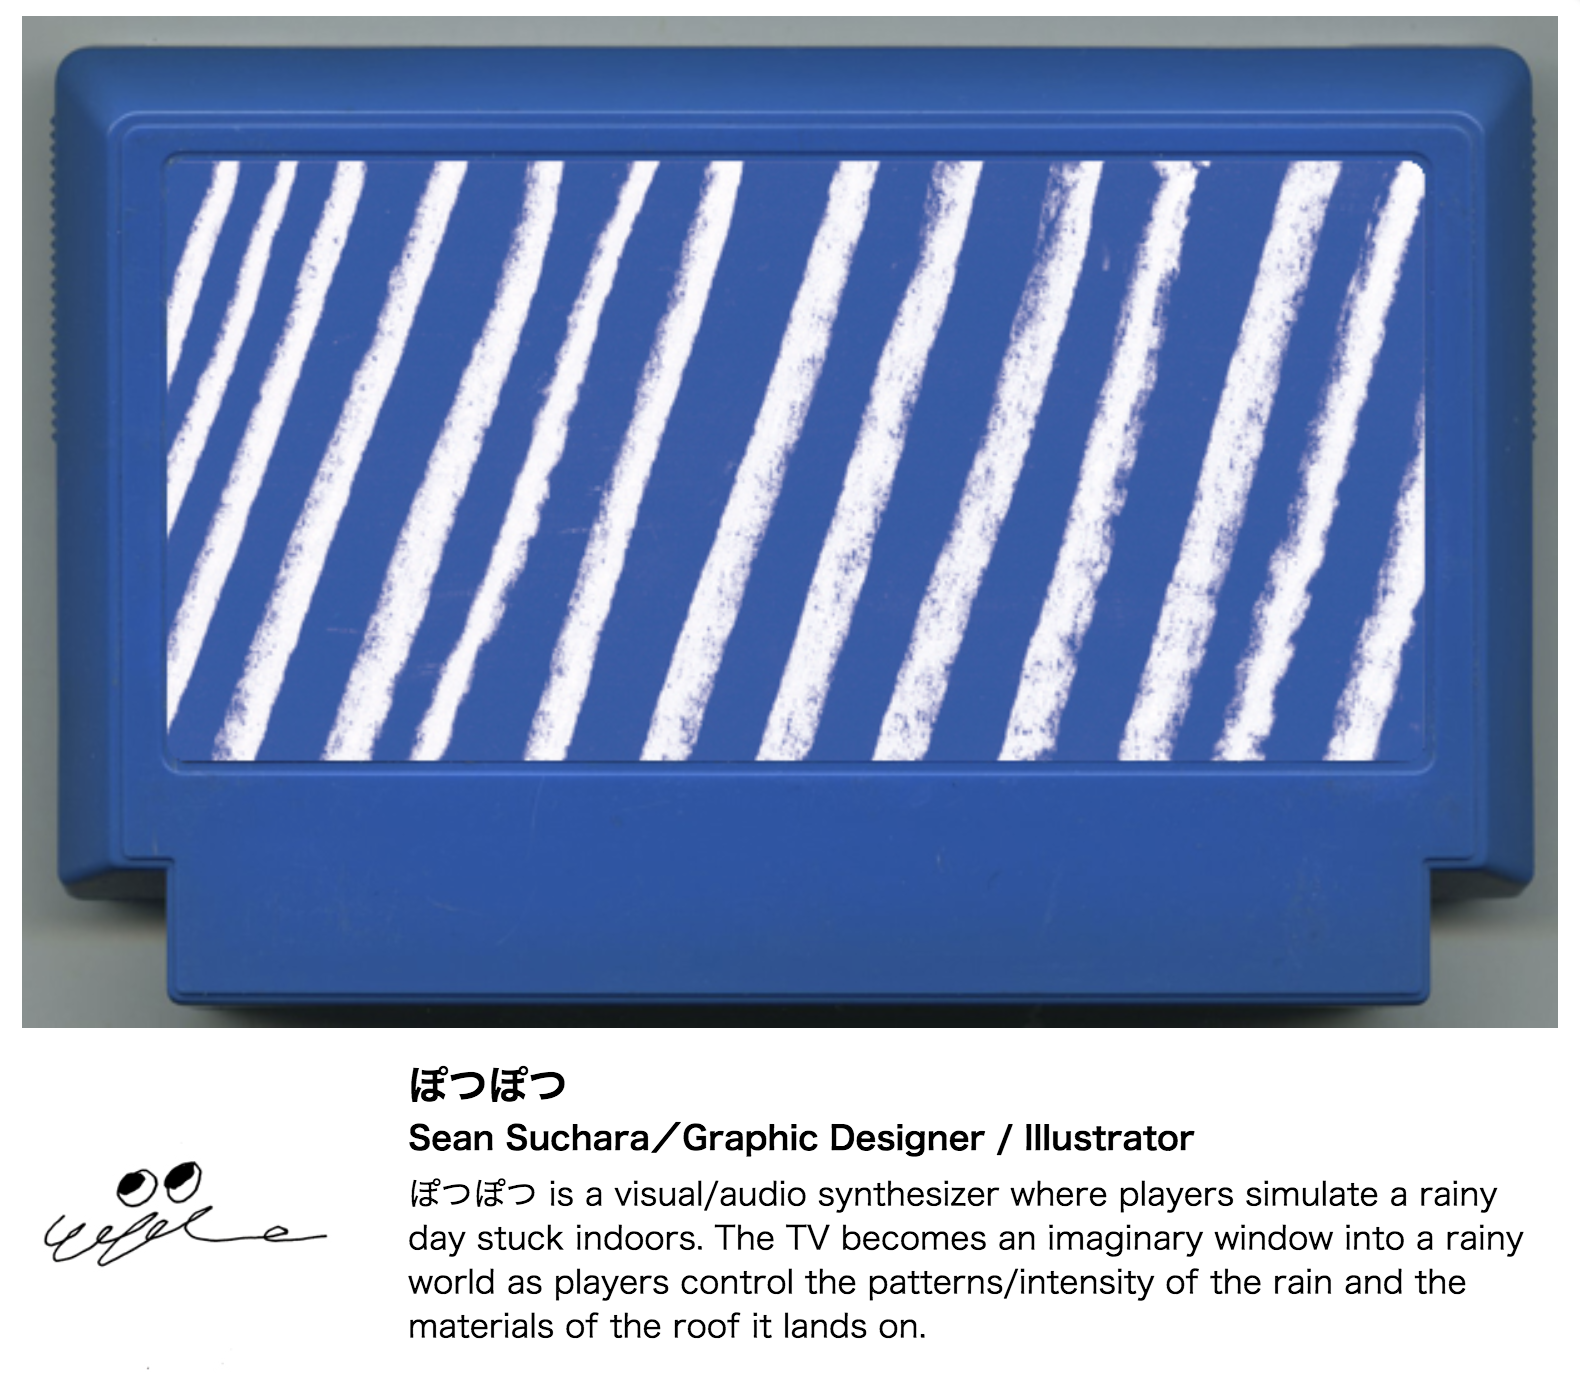 ぽつぽつ
Sean Suchara／Graphic Designer / Illustrator
ぽつぽつ is a visual/audio synthesizer where players simulate a rainy
day stuck indoors. The TV becomes an imaginary window into a rainy
world as players control the patterns/intensity of the rain and the
materials of the roof it lands on.